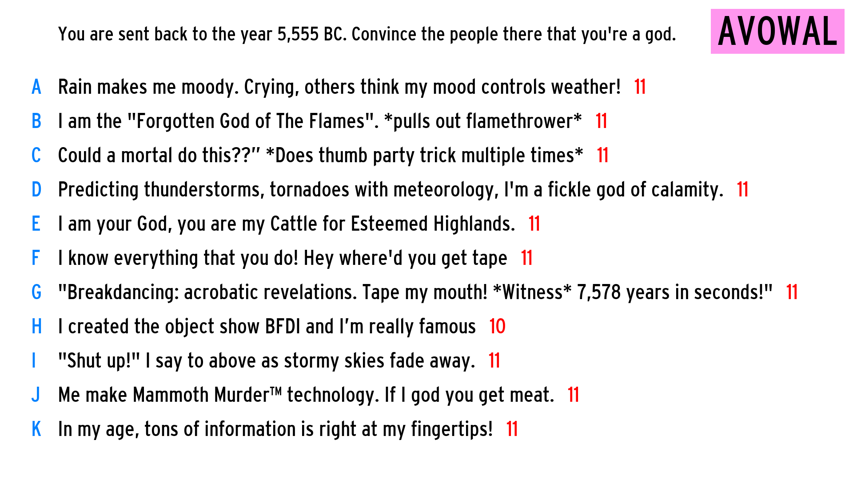 You are sent back to the year 5,555 BC. Convince the people there that you're a god.
AVOWAL
A Rain makes me moody. Crying, others think my mood controls weather! 11
B I am the "Forgotten God of The Flames". *pulls out flamethrower* 11
C Could a mortal do this??” *Does thumb party trick multiple times* 11
D Predicting thunderstorms, tornadoes with meteorology, I'm a fickle god of calamity. 11
E I am your God, you are my Cattle for Esteemed Highlands. 11
F I know everything that you do! Hey where'd you get tape 11
G "Breakdancing: acrobatic revelations. Tape my mouth! *Witness* 7,578 years in seconds!" 11
H I created the object show BFDI and I’m really famous 10
I "Shut up!" I say to above as stormy skies fade away. 11
J Me make Mammoth Murder™ technology. If I god you get meat. 11
K In my age, tons of information is right at my fingertips! 11